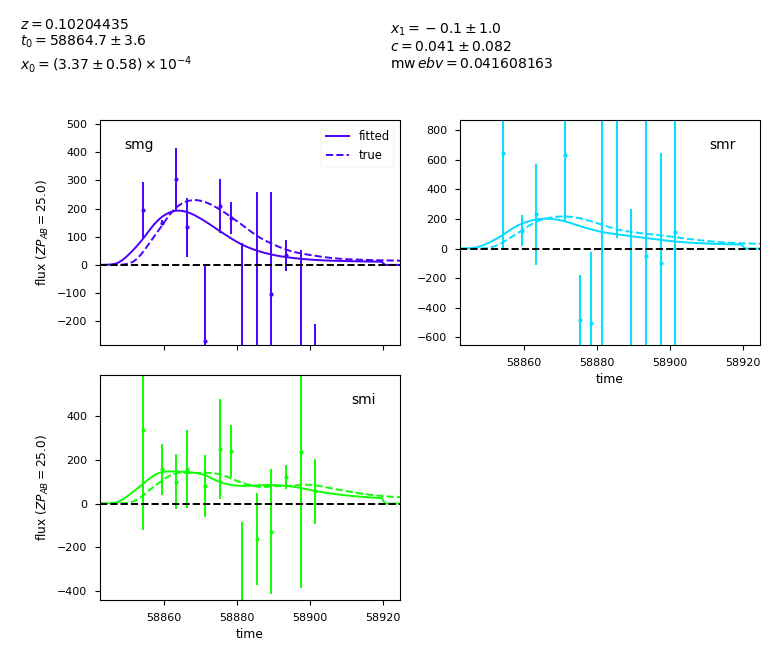 z = 0.10204435
t₀ = 58864.7 ± 3.6
x₀ = (3.37 ± 0.58) × 10⁻⁴
x₁ = −0.1 ± 1.0
c = 0.041 ± 0.082
mw ebv = 0.041608163
smg
fitted
true
500
400
300
200
100
0
−100
−200
flux (ZP_AB = 25.0)
smr
800
600
400
200
0
−200
−400
−600
58860 58880 58900 58920
time
smi
400
200
0
−200
−400
flux (ZP_AB = 25.0)
58860 58880 58900 58920
time